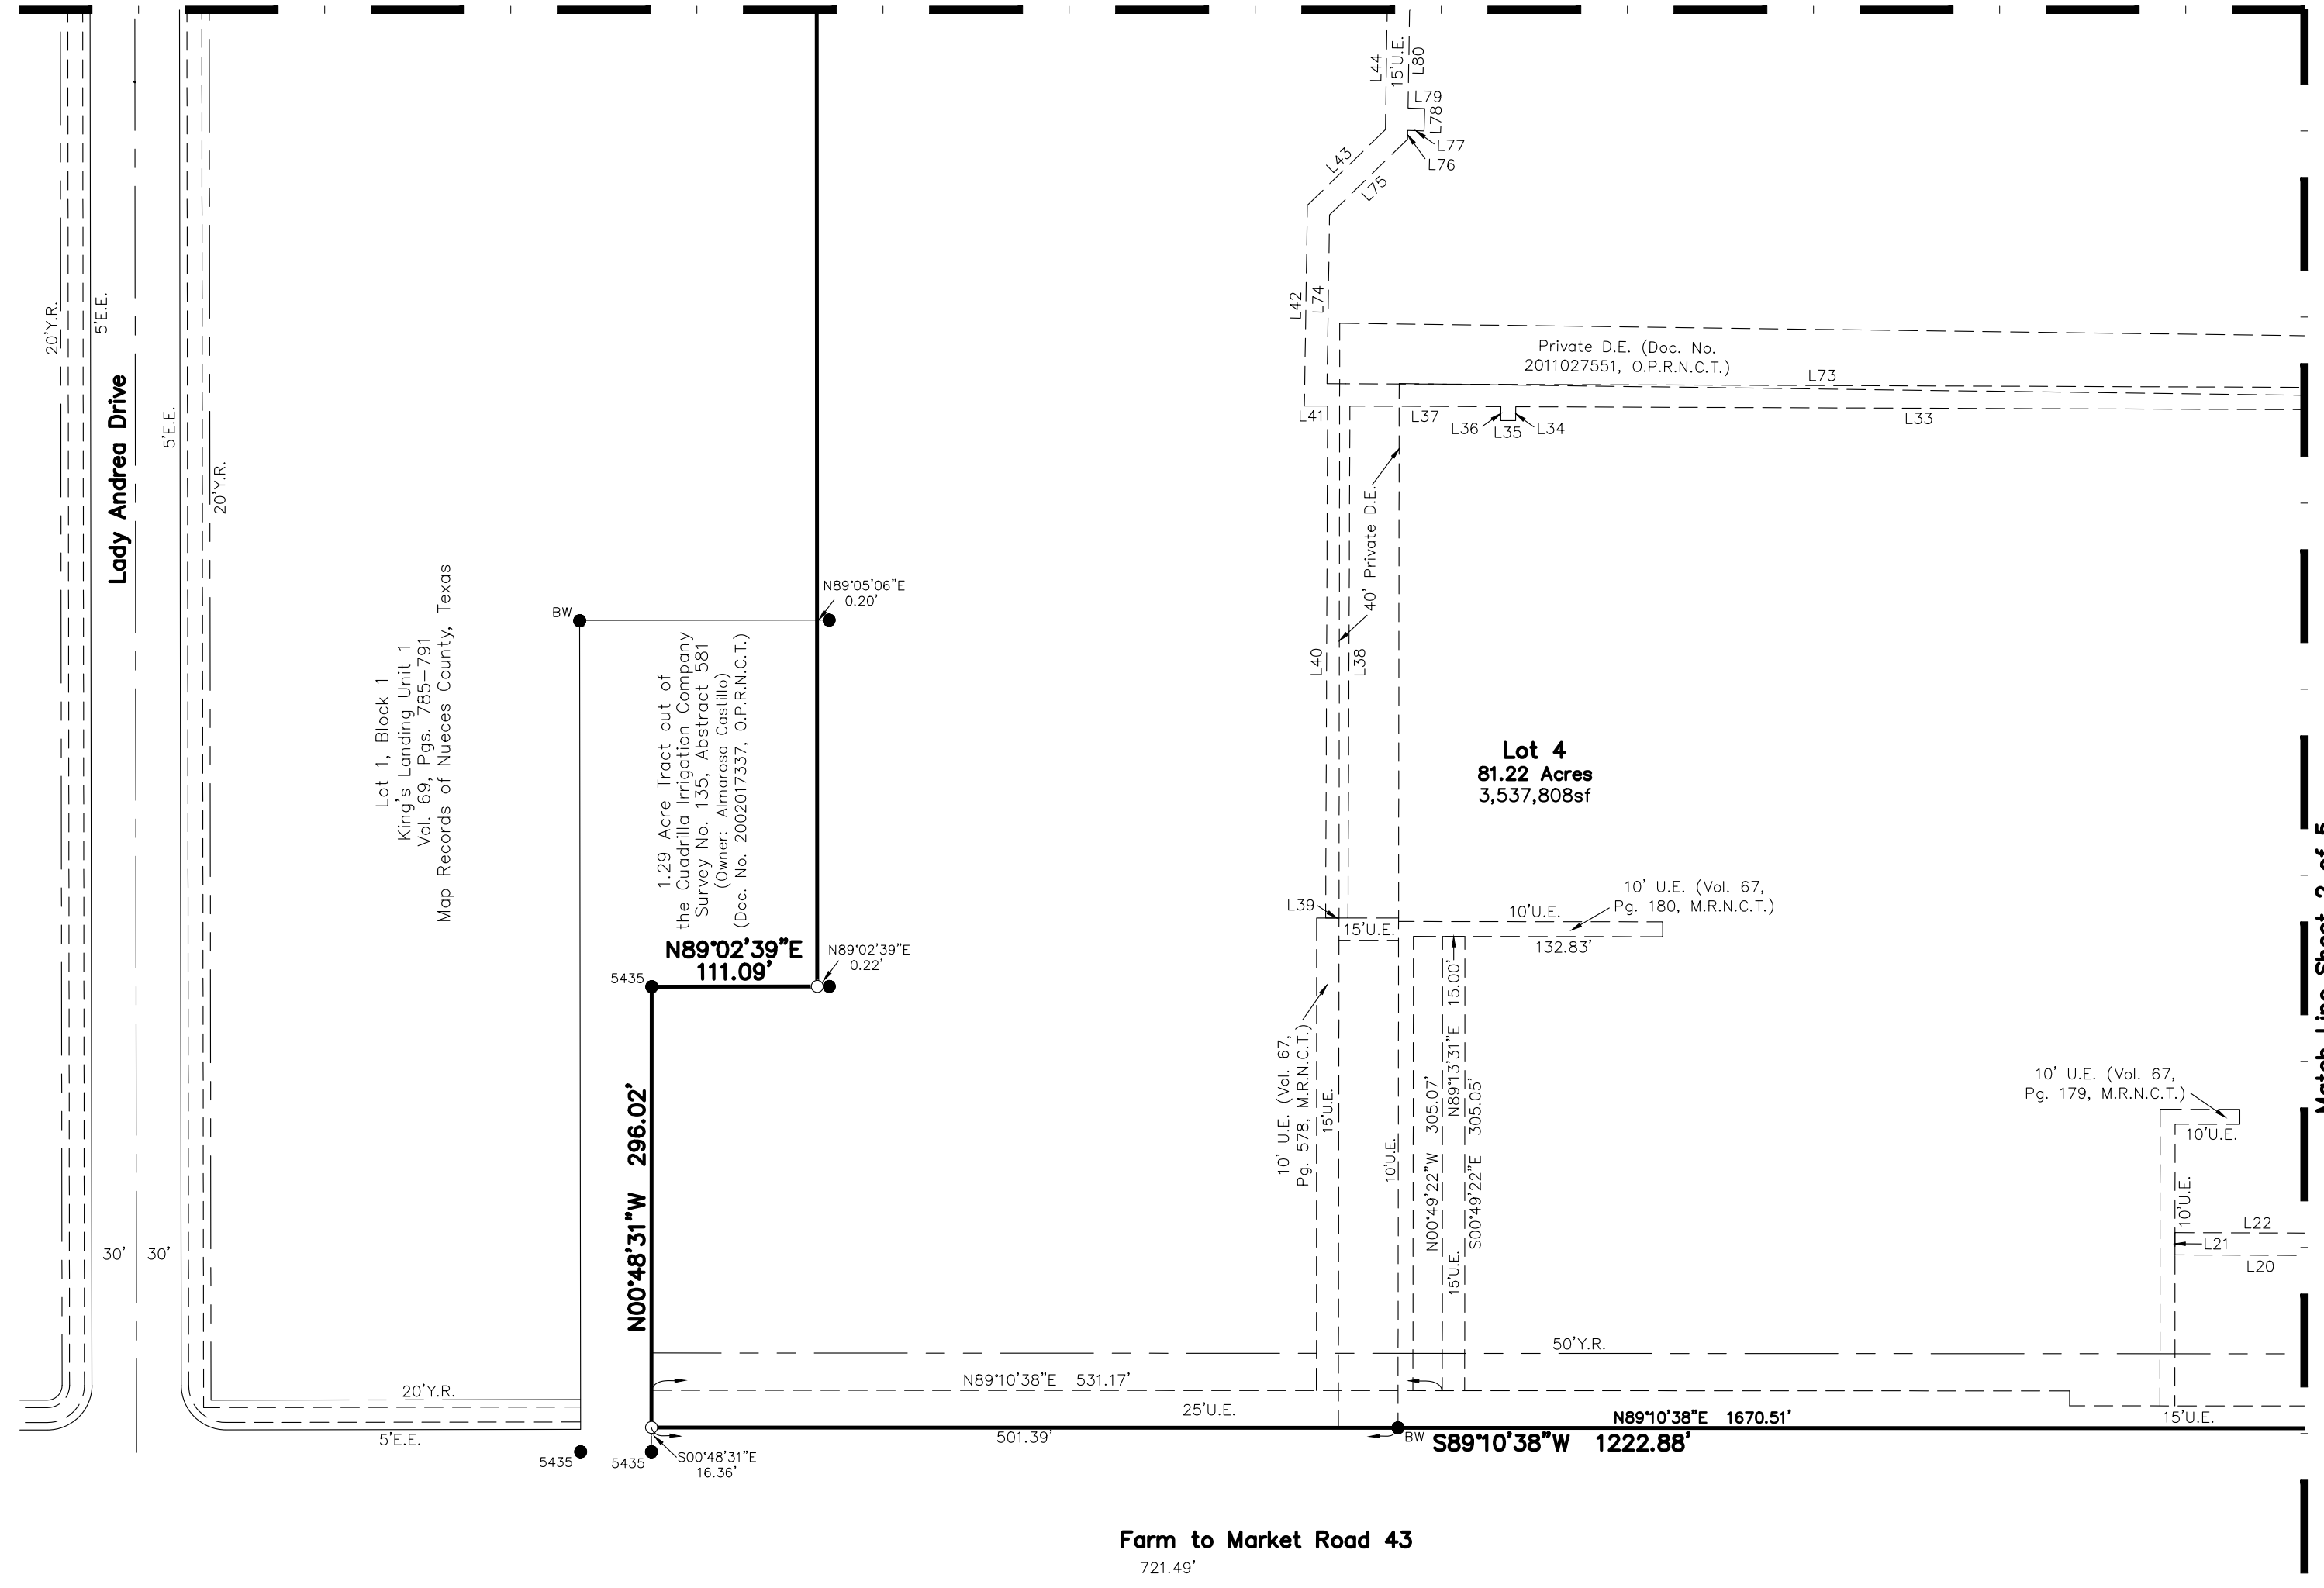 L44
15'U.E.
L80
L79
L78
L77
L76
L43
L75
20'Y.R.
5'E.E.
L42
L74
Private D.E. (Doc. No.
2011027551, O.P.R.N.C.T.)
L73
Lady Andrea Drive
5'E.E.
20'Y.R.
L41
L37
L36
L35
L34
L33
40' Private D.E.
BW
N89°05'06"E
0.20'
Lot 1, Block 1
King's Landing Unit 1
Vol. 69, Pgs. 785-791
Map Records of Nueces County, Texas
1.29 Acre Tract out of
the Cuadrilla Irrigation Company
Survey No. 135, Abstract 581
(Owner: Almarosa Castillo)
(Doc. No. 2002017337, O.P.R.N.C.T.)
L40
L38
Lot 4
81.22 Acres
3,537,808sf
L39
15'U.E.
10'U.E.
10' U.E. (Vol. 67,
Pg. 180, M.R.N.C.T.)
132.83'
N89°02'39"E
111.09'
N89°02'39"E
0.22'
5435
10' U.E. (Vol. 67,
Pg. 578, M.R.N.C.T.)
15'U.E.
10'U.E.
N00°49'22"W 305.07'
N89°13'31"E 15.00'
15'U.E.
S00°49'22"E 305.05'
10' U.E. (Vol. 67,
Pg. 179, M.R.N.C.T.)
10'U.E.
10'U.E.
L22
L21
L20
N00°48'31"W 296.02'
30'
30'
50'Y.R.
N89°10'38"E 531.17'
20'Y.R.
25'U.E.
N89°10'38"E 1670.51'
15'U.E.
5'E.E.
501.39'
BW
S89°10'38"W 1222.88'
5435
5435
S00°48'31"E
16.36'
Farm to Market Road 43
721.49'